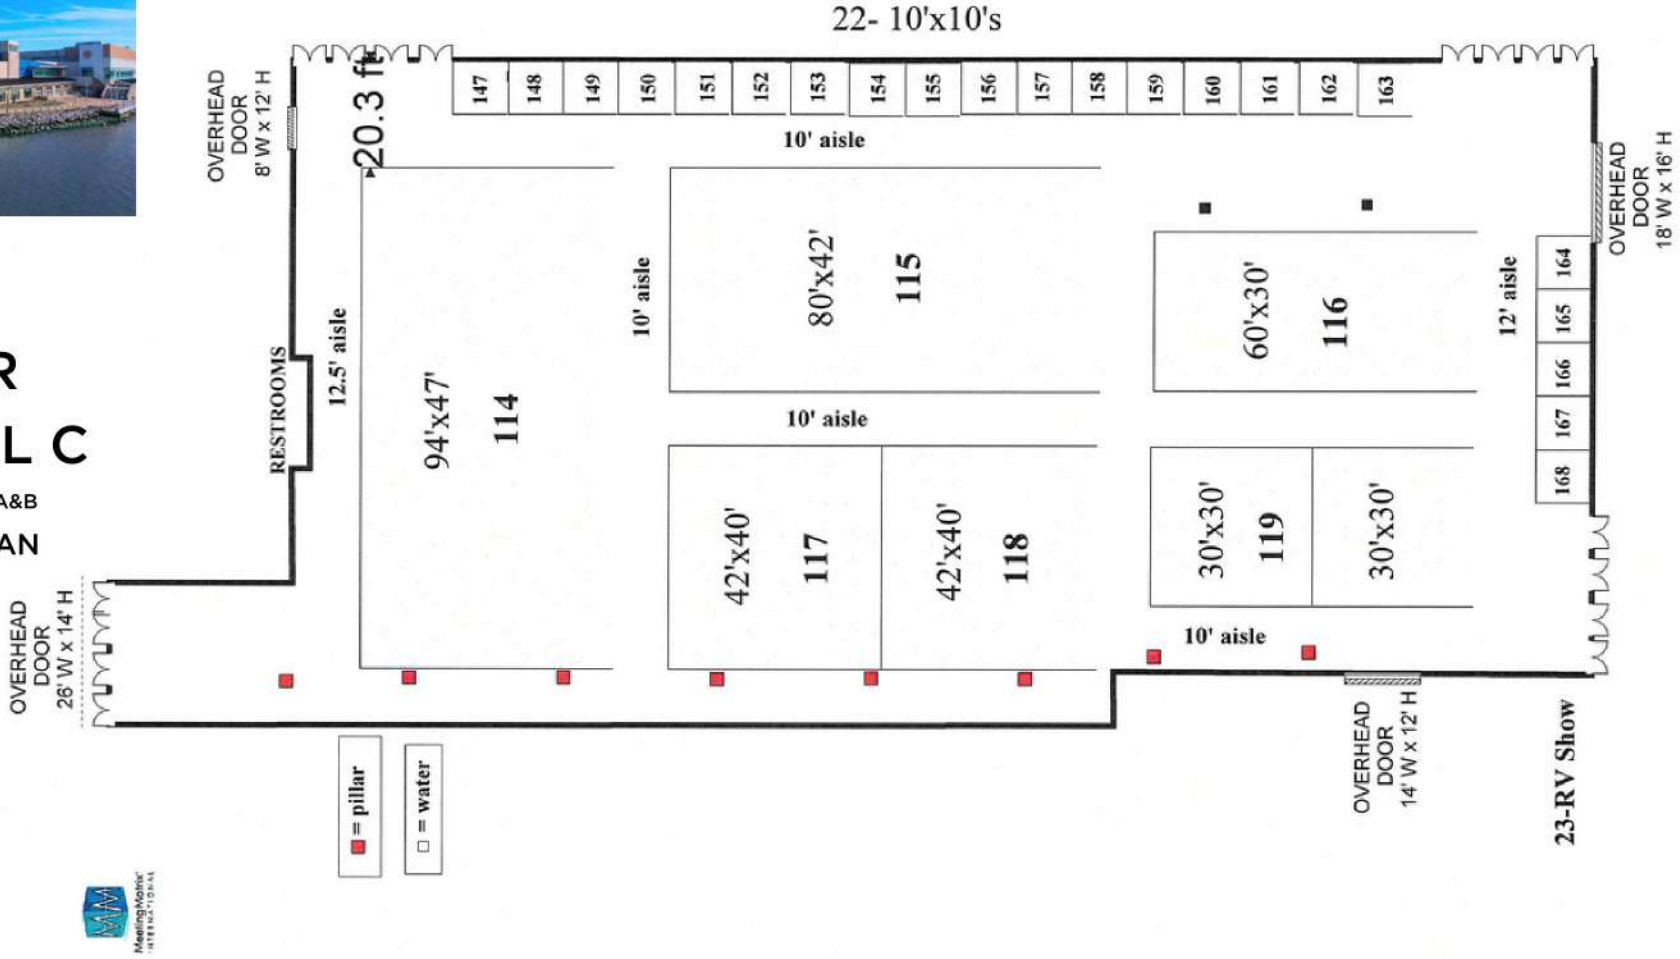 22- 10'x10's
OVERHEAD
DOOR
8' W x 12' H
20.3 ft
147
148
149
150
151
152
153
154
155
156
157
158
159
160
161
162
163
10' aisle
OVERHEAD
DOOR
18' W x 16' H
12.5' aisle
94'x47'
114
10' aisle
80'x42'
115
60'x30'
116
12' aisle
164
165
166
167
168
RESTROOMS
10' aisle
R
L C
A&B
AN
OVERHEAD
DOOR
26' W x 14' H
42'x40'
117
42'x40'
118
30'x30'
119
30'x30'
10' aisle
= pillar
= water
OVERHEAD
DOOR
14' W x 12' H
23-RV Show
MeetingMatrix
INTERNATIONAL